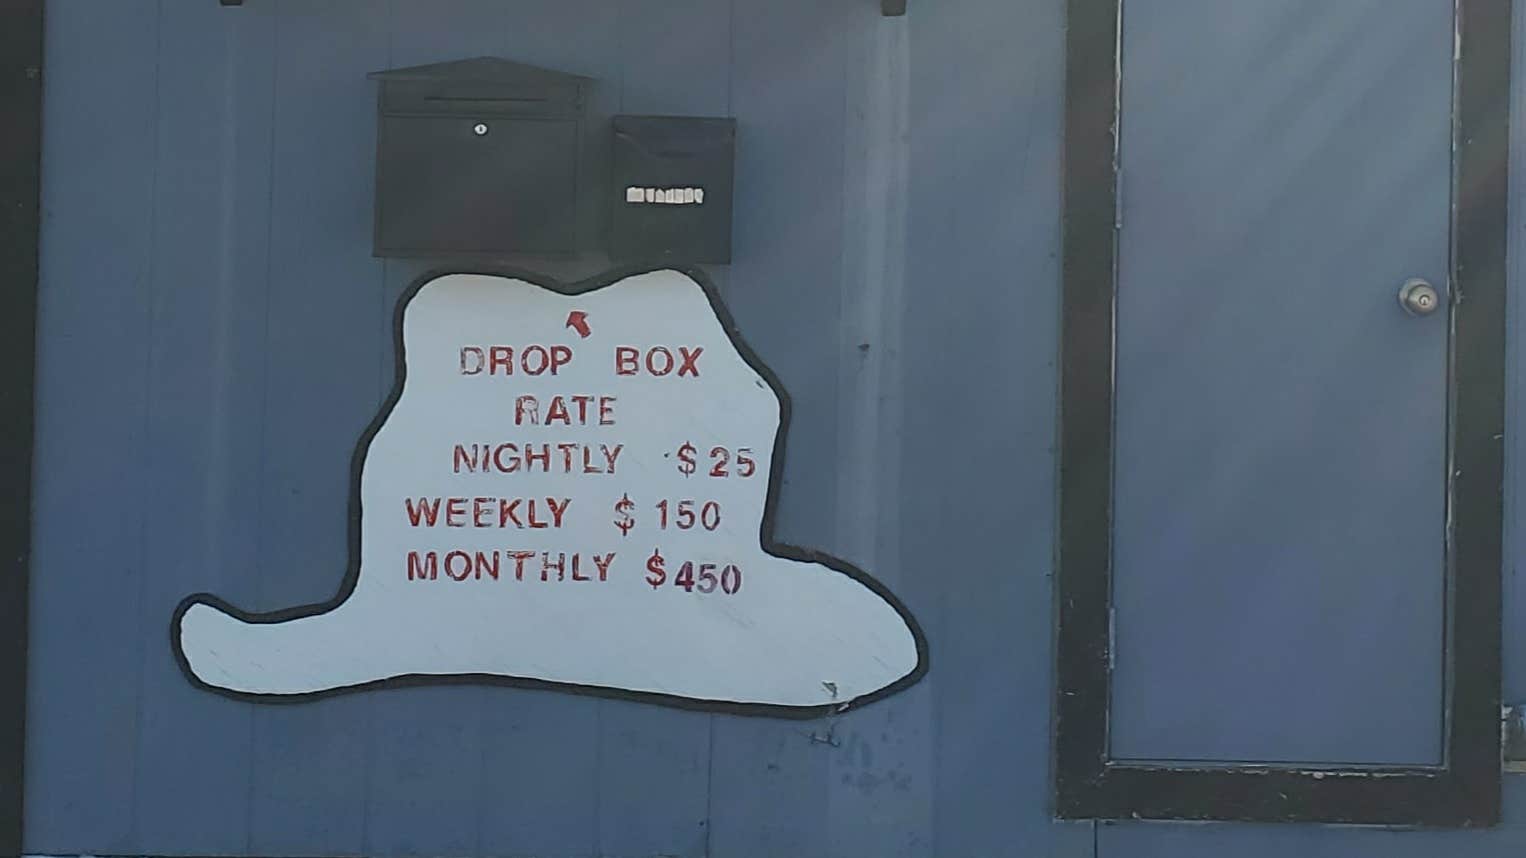 DROP BOX
RATE
NIGHTLY $25
WEEKLY $150
MONTHLY $450